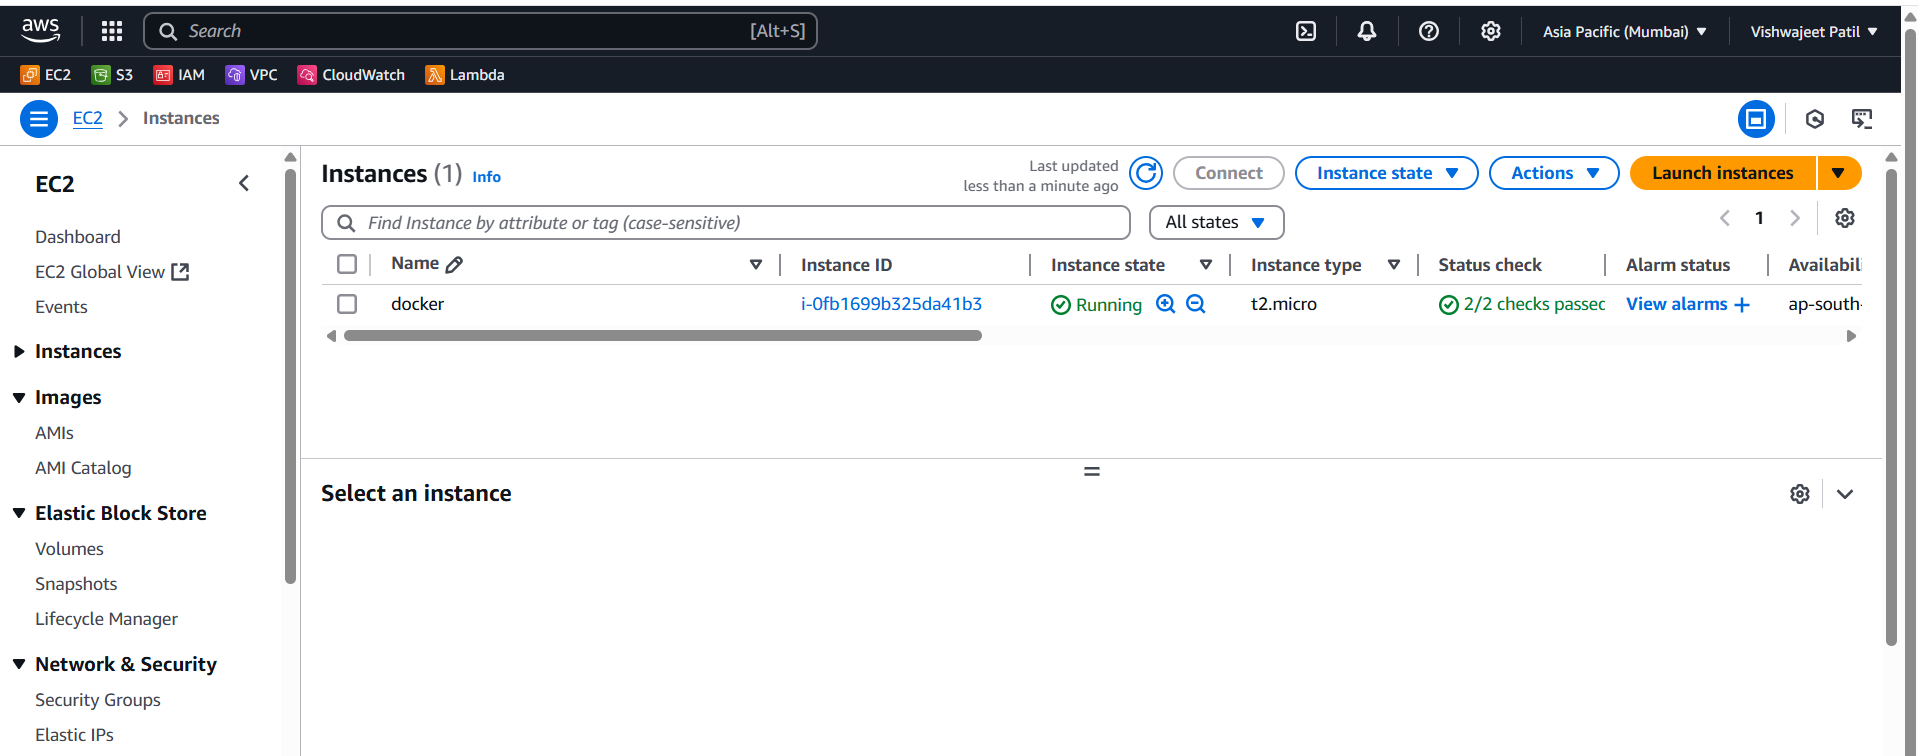 aws
Search [Alt+S]
Asia Pacific (Mumbai)
Vishwajeet Patil
EC2 S3 IAM VPC CloudWatch Lambda
EC2 Instances
EC2
Dashboard
EC2 Global View
Events
Instances
Images
AMIs
AMI Catalog
Elastic Block Store
Volumes
Snapshots
Lifecycle Manager
Network & Security
Security Groups
Elastic IPs
Instances (1) Info
Last updated
less than a minute ago
Connect
Instance state
Actions
Launch instances
Find Instance by attribute or tag (case-sensitive)
All states
1
Name Instance ID Instance state Instance type Status check Alarm status Availabili
docker i-0fb1699b325da41b3 Running t2.micro 2/2 checks passed View alarms + ap-south-
Select an instance